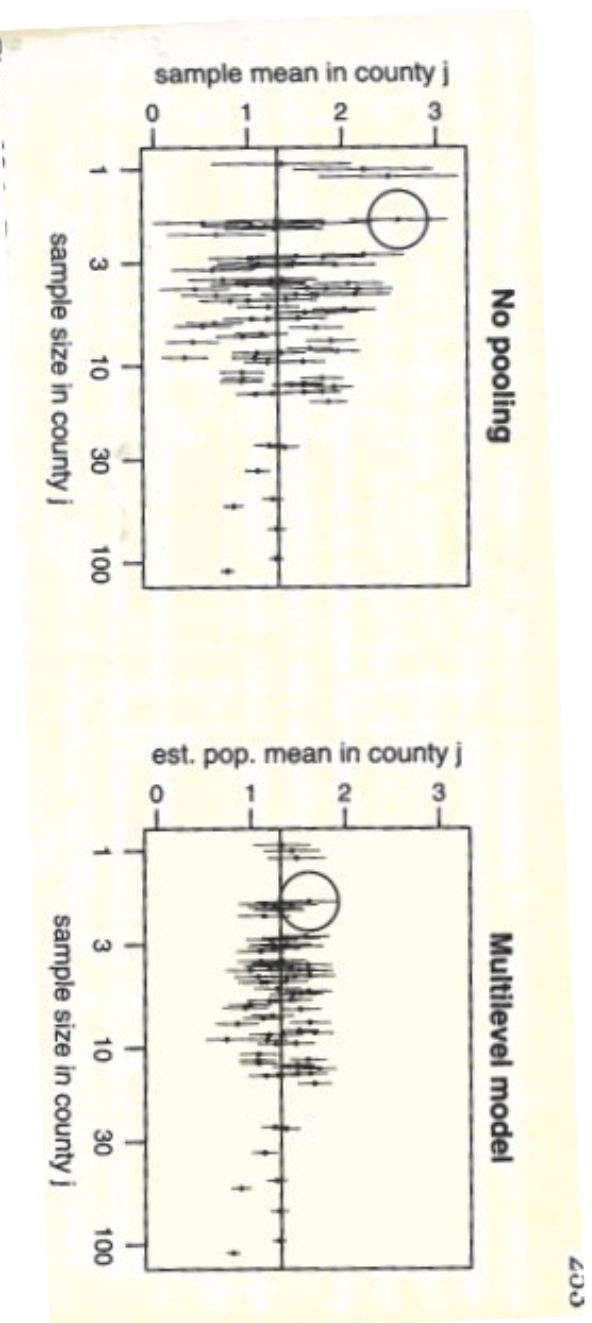 253
No pooling
sample mean in county j
0 1 2 3
1 3 10 30 100
sample size in county j
Multilevel model
est. pop. mean in county j
0 1 2 3
1 3 10 30 100
sample size in county j